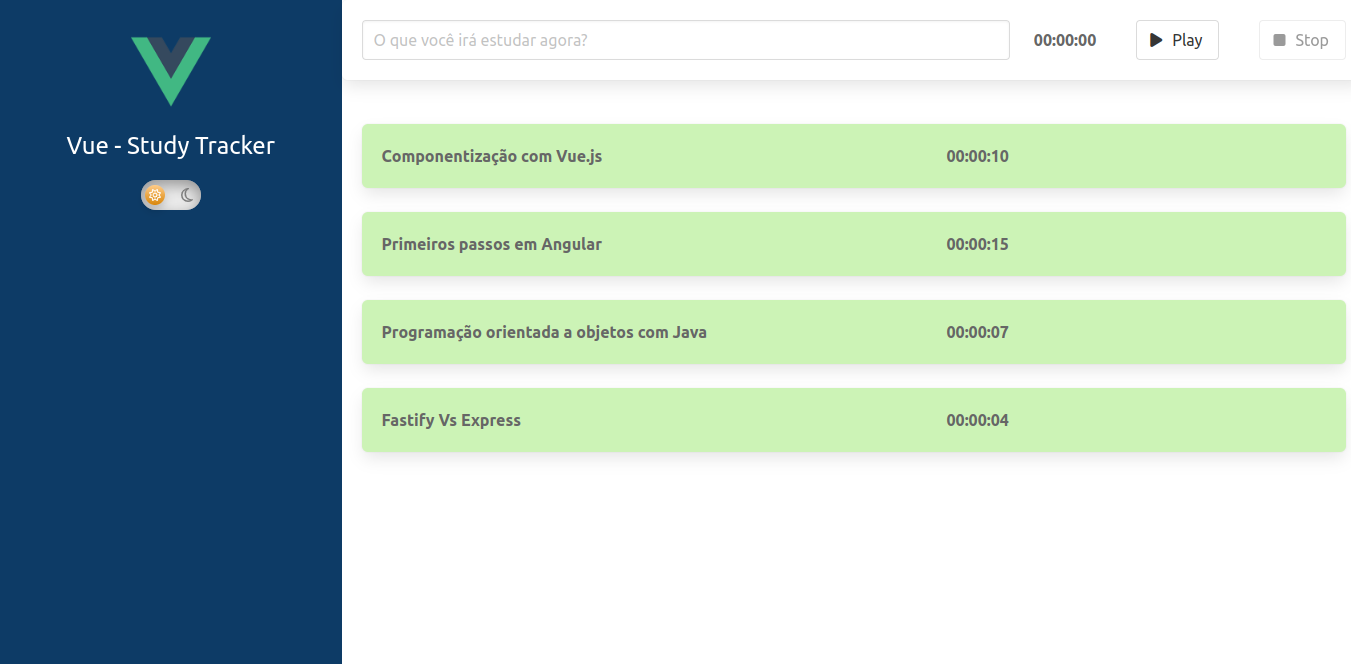 Vue - Study Tracker
O que você irá estudar agora?
00:00:00
Play
Stop
Componentização com Vue.js 00:00:10
Primeiros passos em Angular 00:00:15
Programação orientada a objetos com Java 00:00:07
Fastify Vs Express 00:00:04